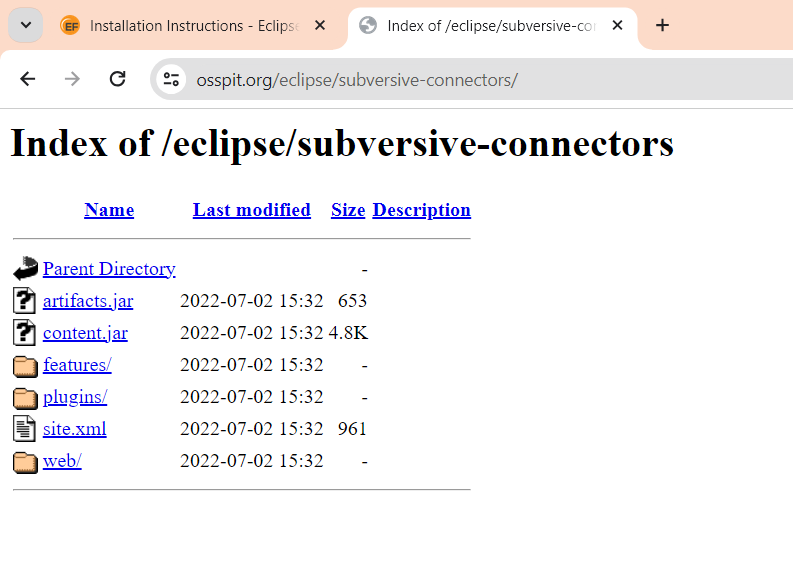 Installation Instructions - Eclips
Index of /eclipse/subversive-co
osspit.org/eclipse/subversive-connectors/
Index of /eclipse/subversive-connectors
Name Last modified Size Description
Parent Directory -
artifacts.jar 2022-07-02 15:32 653
content.jar 2022-07-02 15:32 4.8K
features/ 2022-07-02 15:32 -
plugins/ 2022-07-02 15:32 -
site.xml 2022-07-02 15:32 961
web/ 2022-07-02 15:32 -